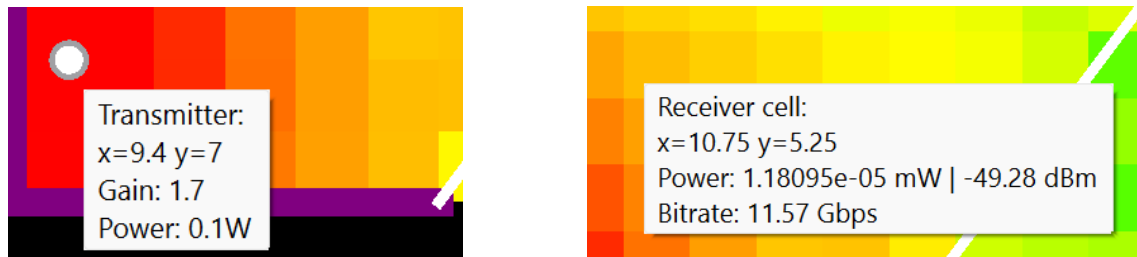 Transmitter:
x=9.4 y=7
Gain: 1.7
Power: 0.1W
Receiver cell:
x=10.75 y=5.25
Power: 1.18095e-05 mW | -49.28 dBm
Bitrate: 11.57 Gbps